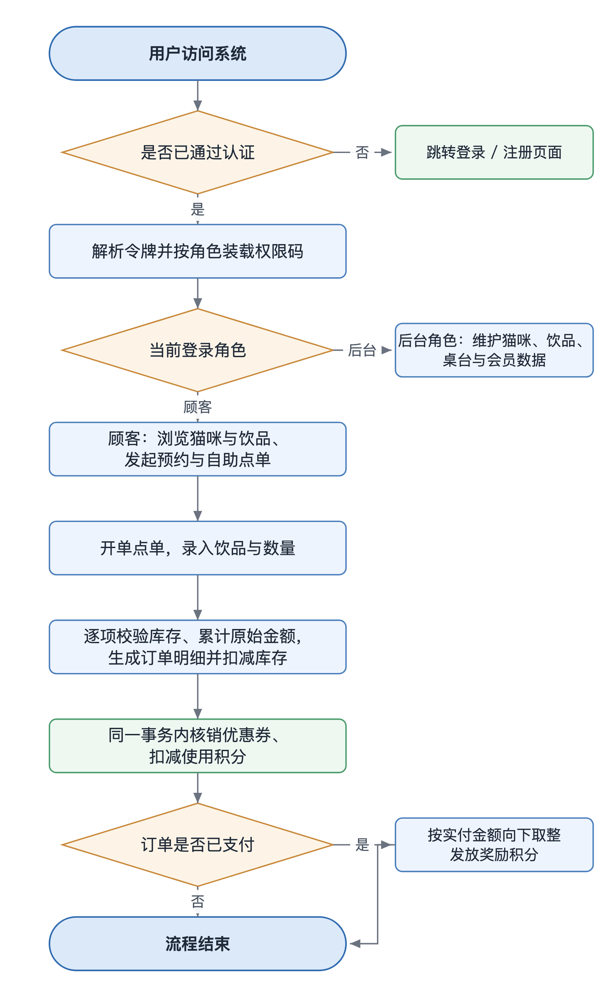 用户访问系统
是否已通过认证
否
跳转登录 / 注册页面
是
解析令牌并按角色装载权限码
当前登录角色
后台
后台角色：维护猫咪、饮品、
桌台与会员数据
顾客
顾客：浏览猫咪与饮品、
发起预约与自助点单
开单点单，录入饮品与数量
逐项校验库存、累计原始金额，
生成订单明细并扣减库存
同一事务内核销优惠券、
扣减使用积分
订单是否已支付
是
按实付金额向下取整
发放奖励积分
否
流程结束